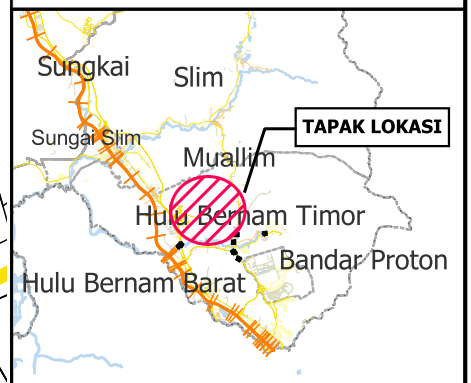 Sungkai
Slim
TAPAK LOKASI
Sungai Slim
Muallim
Hulu Bernam Timor
Bandar Proton
Hulu Bernam Barat